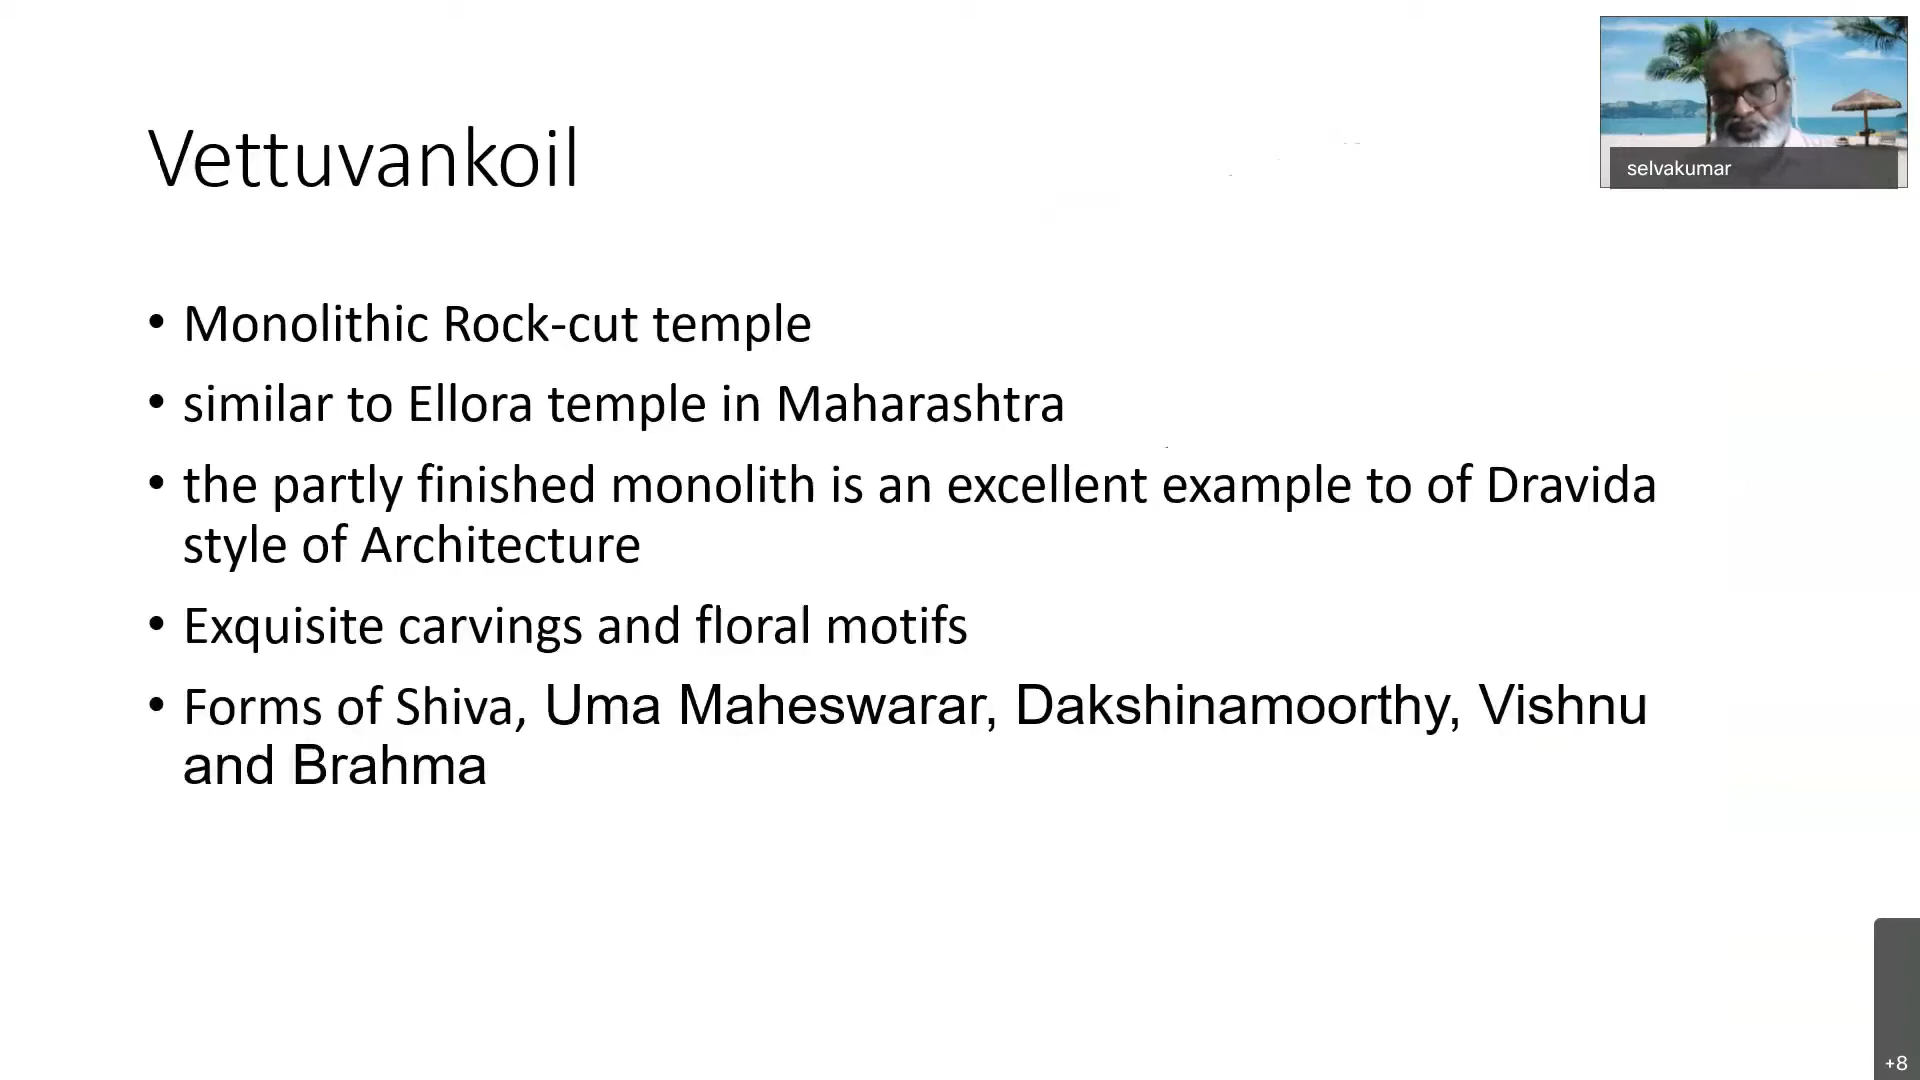 Vettuvankoil
selvakumar
• Monolithic Rock-cut temple
• similar to Ellora temple in Maharashtra
• the partly finished monolith is an excellent example to of Dravida
style of Architecture
• Exquisite carvings and floral motifs
• Forms of Shiva, Uma Maheswarar, Dakshinamoorthy, Vishnu
and Brahma
+8